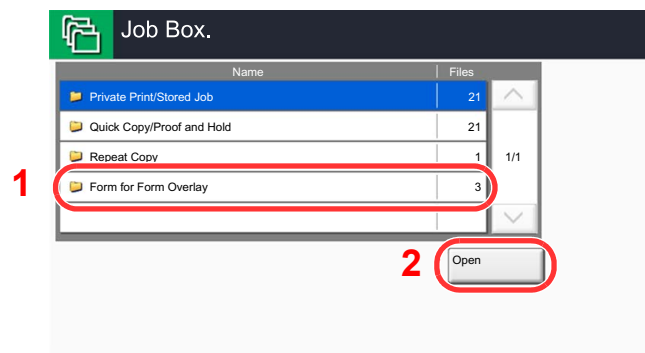 Job Box.
Name Files
Private Print/Stored Job 21
Quick Copy/Proof and Hold 21
Repeat Copy 1 1/1
1 Form for Form Overlay 3
2 Open